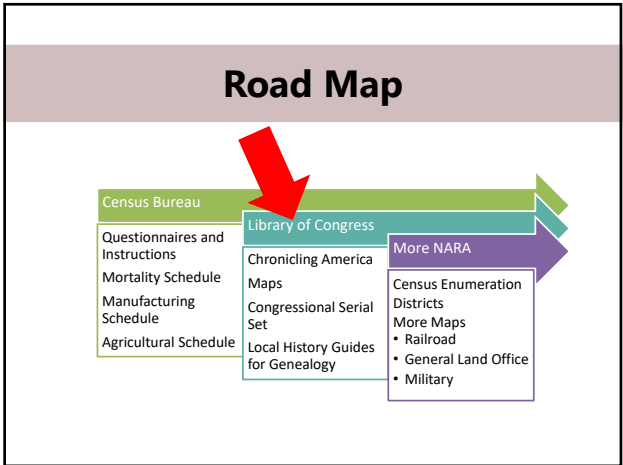 Road Map
Census Bureau
Questionnaires and
Instructions
Mortality Schedule
Manufacturing
Schedule
Agricultural Schedule
Library of Congress
Chronicling America
Maps
Congressional Serial
Set
Local History Guides
for Genealogy
More NARA
Census Enumeration
Districts
More Maps
• Railroad
• General Land Office
• Military